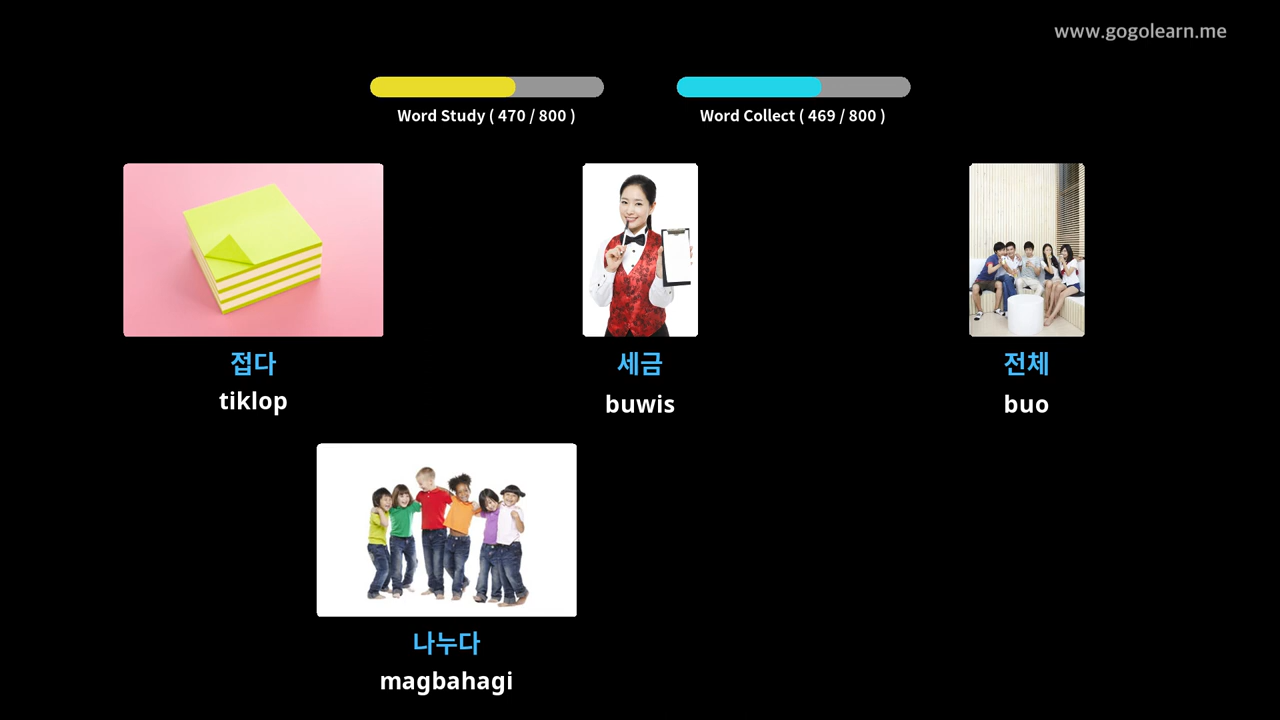 www.gogolearn.me
Word Study ( 470 / 800 )
Word Collect ( 469 / 800 )
접다
tiklop
세금
buwis
전체
buo
나누다
magbahagi